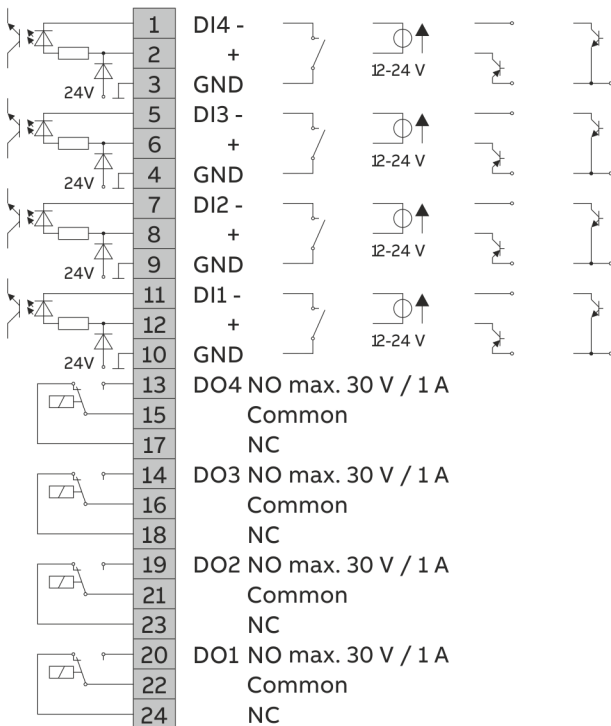 1 DI4 -
2 + 12-24 V
24V 3 GND
5 DI3 -
6 + 12-24 V
24V 4 GND
7 DI2 -
8 + 12-24 V
24V 9 GND
11 DI1 -
12 + 12-24 V
24V 10 GND
13 DO4 NO max. 30 V / 1 A
15 Common
17 NC
14 DO3 NO max. 30 V / 1 A
16 Common
18 NC
19 DO2 NO max. 30 V / 1 A
21 Common
23 NC
20 DO1 NO max. 30 V / 1 A
22 Common
24 NC